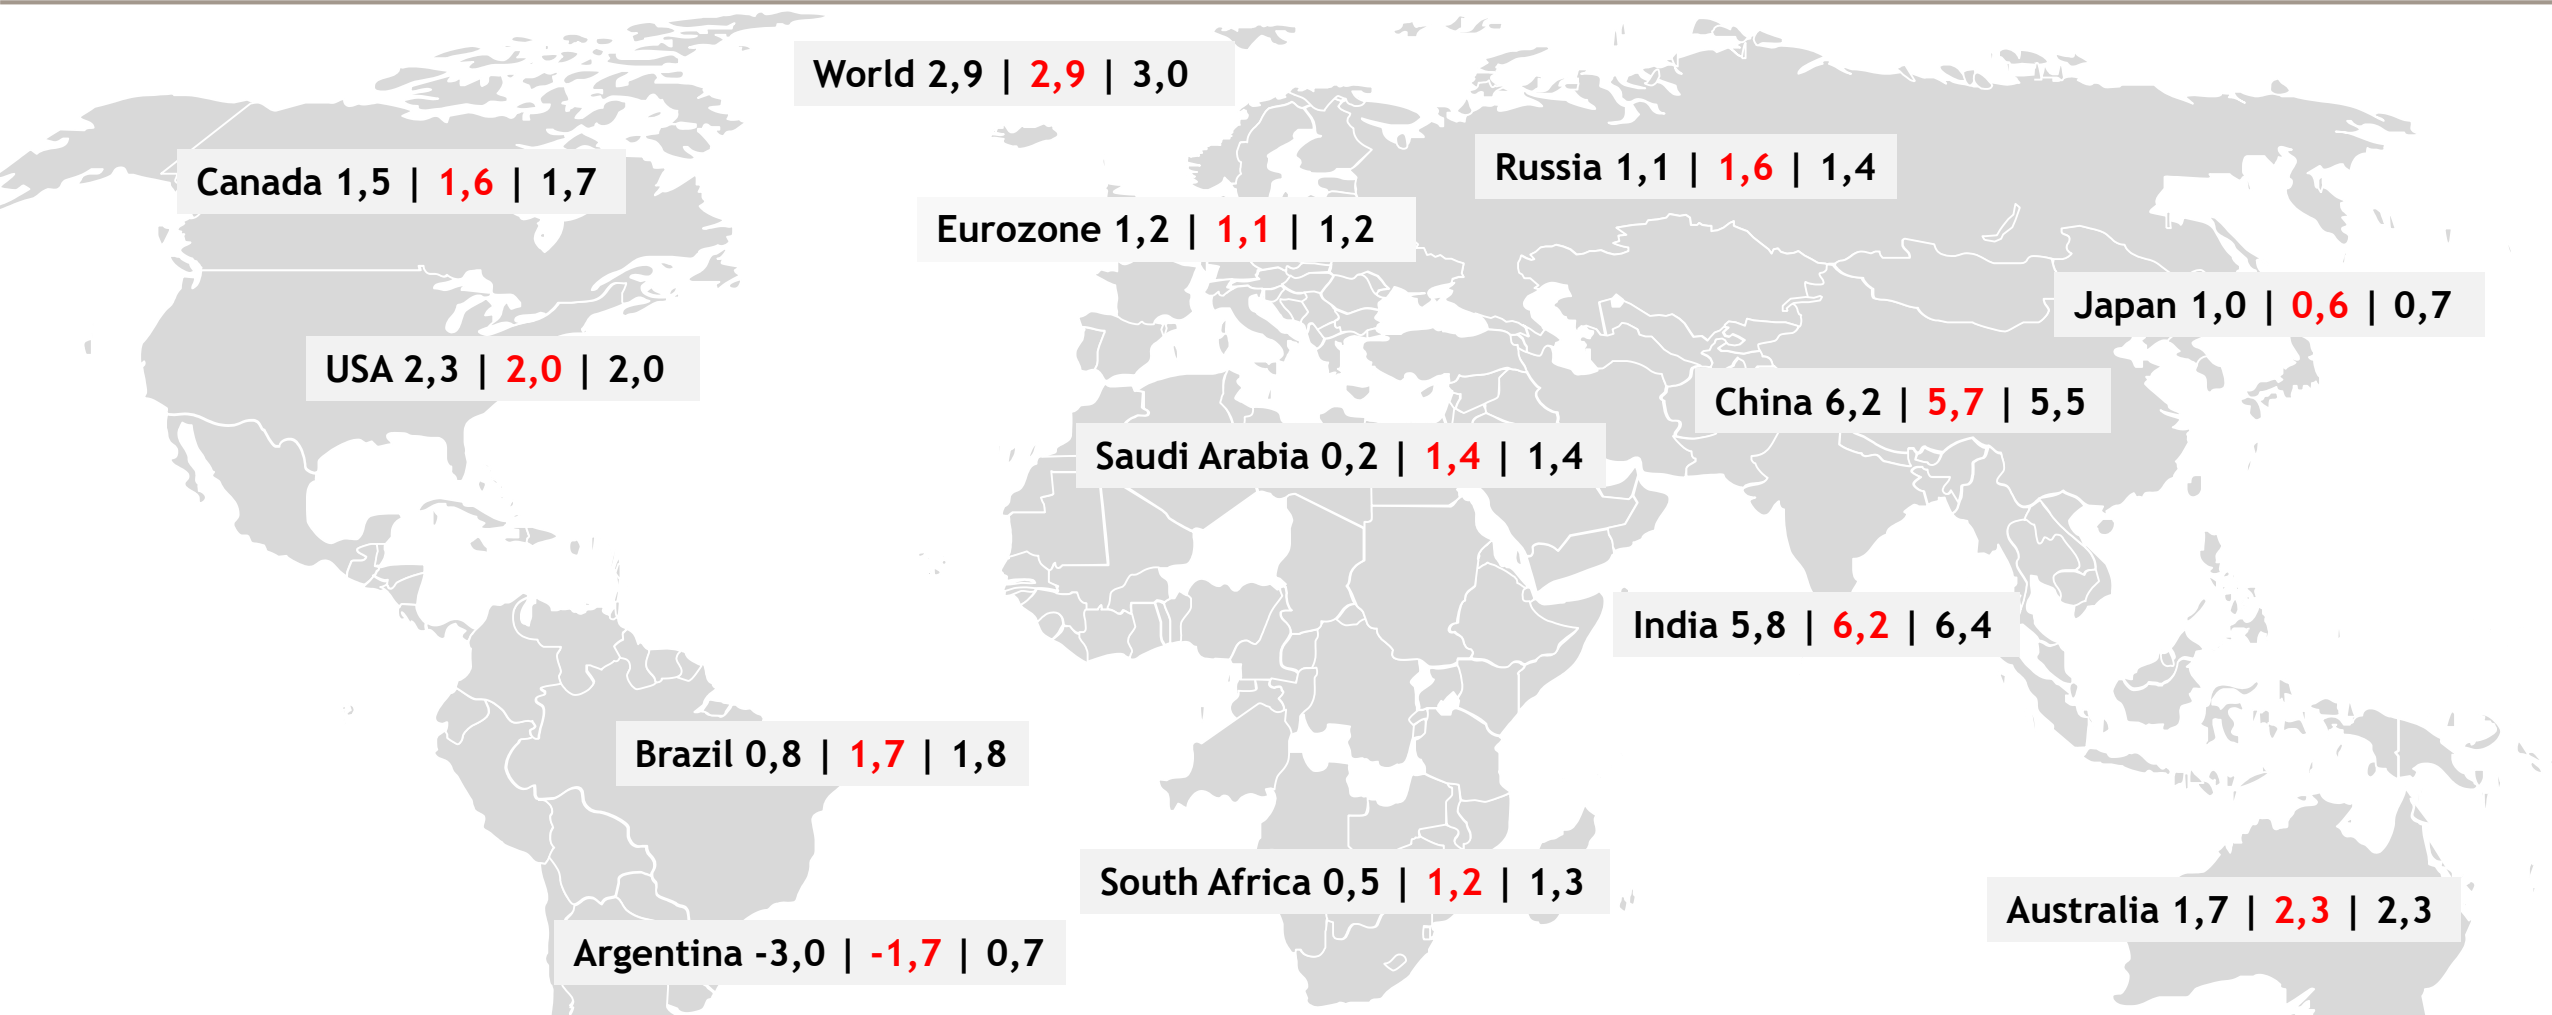 World 2,9 | 2,9 | 3,0
Canada 1,5 | 1,6 | 1,7
Russia 1,1 | 1,6 | 1,4
Eurozone 1,2 | 1,1 | 1,2
Japan 1,0 | 0,6 | 0,7
USA 2,3 | 2,0 | 2,0
China 6,2 | 5,7 | 5,5
Saudi Arabia 0,2 | 1,4 | 1,4
India 5,8 | 6,2 | 6,4
Brazil 0,8 | 1,7 | 1,8
South Africa 0,5 | 1,2 | 1,3
Australia 1,7 | 2,3 | 2,3
Argentina -3,0 | -1,7 | 0,7